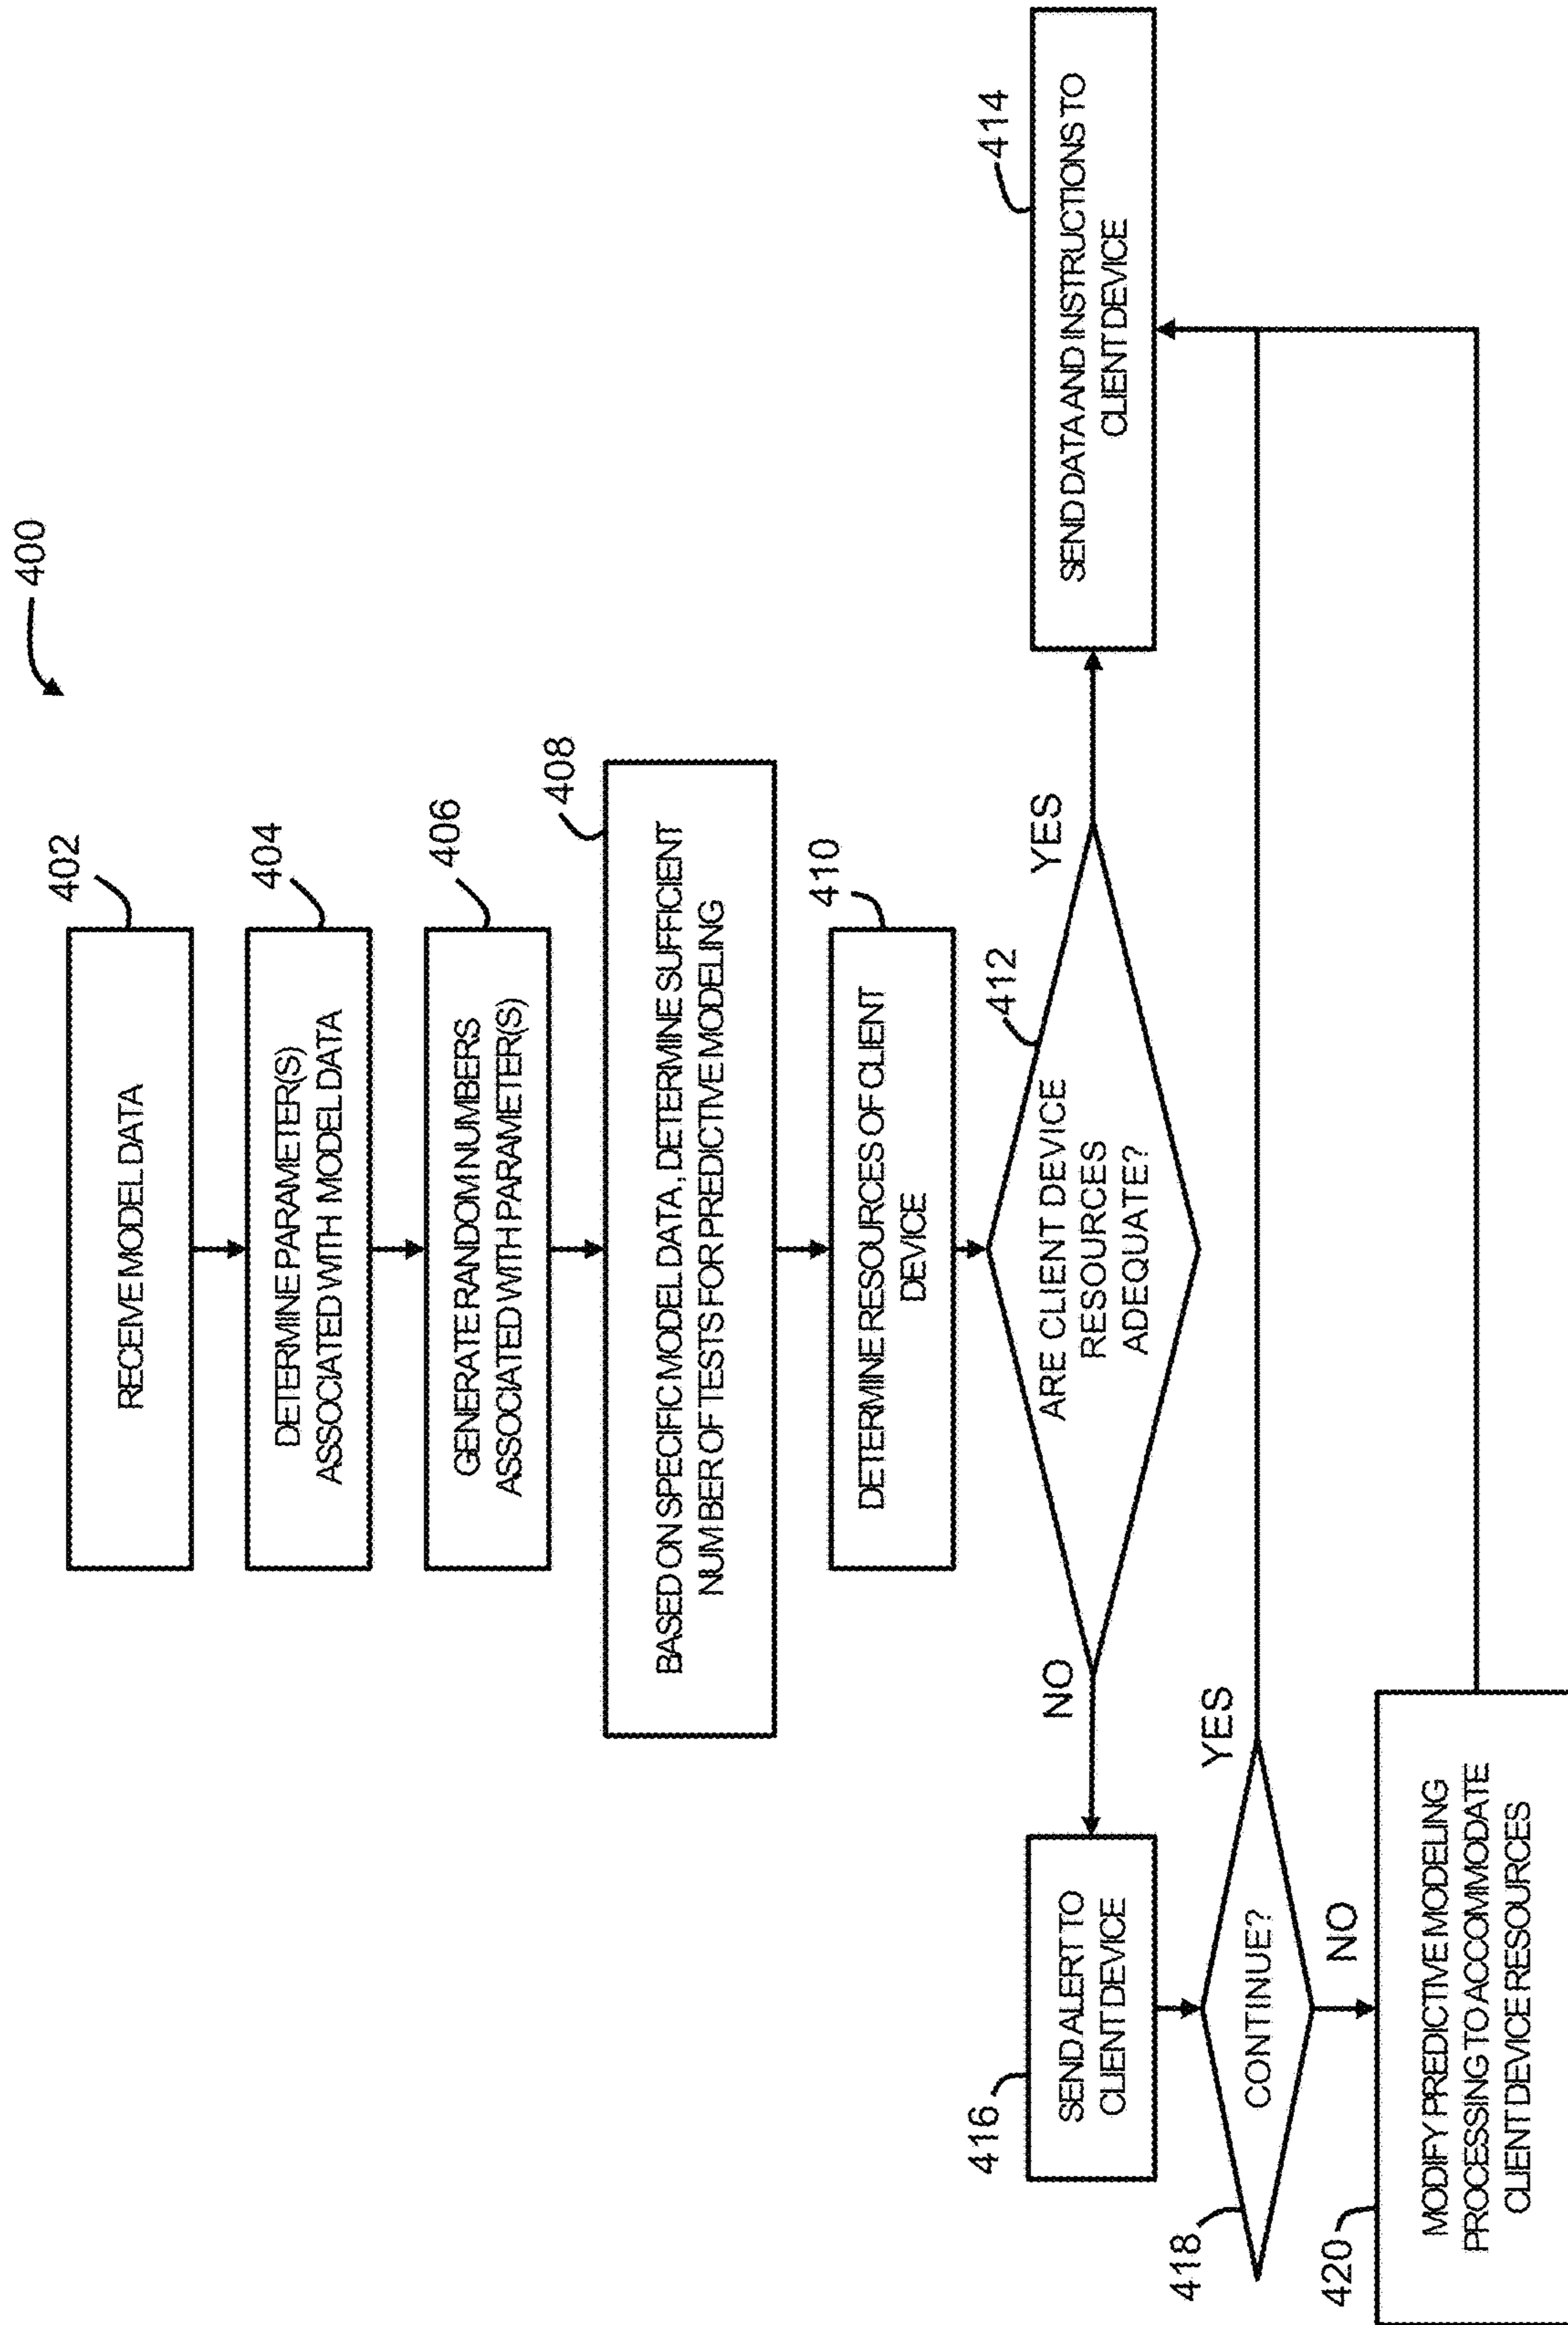 400
402
RECEIVE MODEL DATA
404
DETERMINE PARAMETER(S)
ASSOCIATED WITH MODEL DATA
406
GENERATE RANDOM NUMBERS
ASSOCIATED WITH PARAMETER(S)
408
BASED ON SPECIFIC MODEL DATA, DETERMINE SUFFICIENT
NUMBER OF TESTS FOR PREDICTIVE MODELING
410
DETERMINE RESOURCES OF CLIENT
DEVICE
412
ARE CLIENT DEVICE
RESOURCES
ADEQUATE?
NO
YES
414
SEND DATA AND INSTRUCTIONS TO
CLIENT DEVICE
416
SEND ALERT TO
CLIENT DEVICE
418
CONTINUE?
YES
NO
420
MODIFY PREDICTIVE MODELING
PROCESSING TO ACCOMMODATE
CLIENT DEVICE RESOURCES